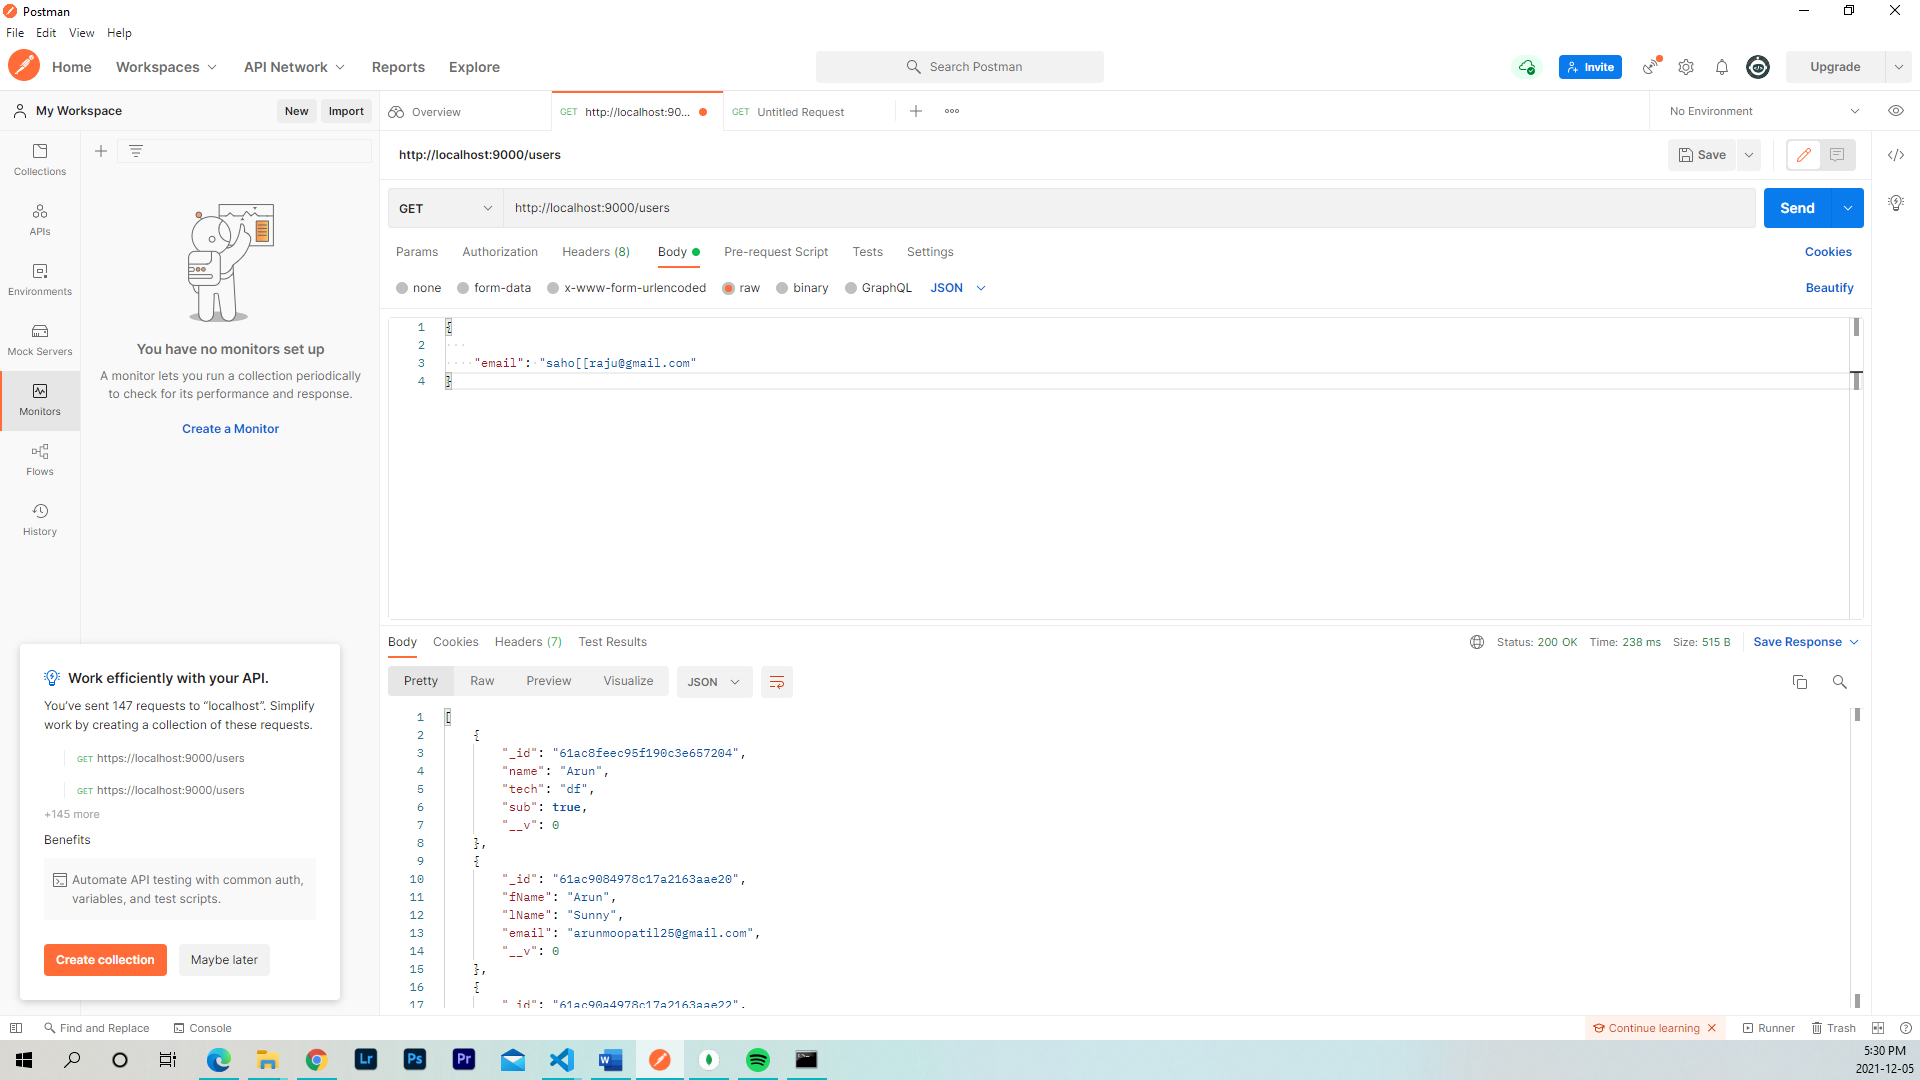 Postman
File Edit View Help
Home Workspaces API Network Reports Explore Search Postman Invite Upgrade
My Workspace New Import Overview GET http://localhost:90... GET Untitled Request No Environment
http://localhost:9000/users Save
GET http://localhost:9000/users Send
Params Authorization Headers (8) Body Pre-request Script Tests Settings Cookies
none form-data x-www-form-urlencoded raw binary GraphQL JSON Beautify
Collections
APIs
Environments
Mock Servers
Monitors
Flows
History
You have no monitors set up
A monitor lets you run a collection periodically
to check for its performance and response.
Create a Monitor
1 {
2
3 "email": "saho[[raju@gmail.com"
4 }
Body Cookies Headers (7) Test Results Status: 200 OK Time: 238 ms Size: 515 B Save Response
Pretty Raw Preview Visualize JSON
1 [
2 {
3 "_id": "61ac8feec95f190c3e657204",
4 "name": "Arun",
5 "tech": "df",
6 "sub": true,
7 "__v": 0
8 },
9 {
10 "_id": "61ac9084978c17a2163aae20",
11 "fName": "Arun",
12 "lName": "Sunny",
13 "email": "arunmoopatil25@gmail.com",
14 "__v": 0
15 },
16 {
17 "_id": "61ac90a4978c17a2163aae22",
Work efficiently with your API.
You've sent 147 requests to “localhost”. Simplify
work by creating a collection of these requests.
GET https://localhost:9000/users
GET https://localhost:9000/users
+145 more
Benefits
Automate API testing with common auth,
variables, and test scripts.
Create collection Maybe later
Find and Replace Console Continue learning Runner Trash
Lr Ps Pr
5:30 PM
2021-12-05